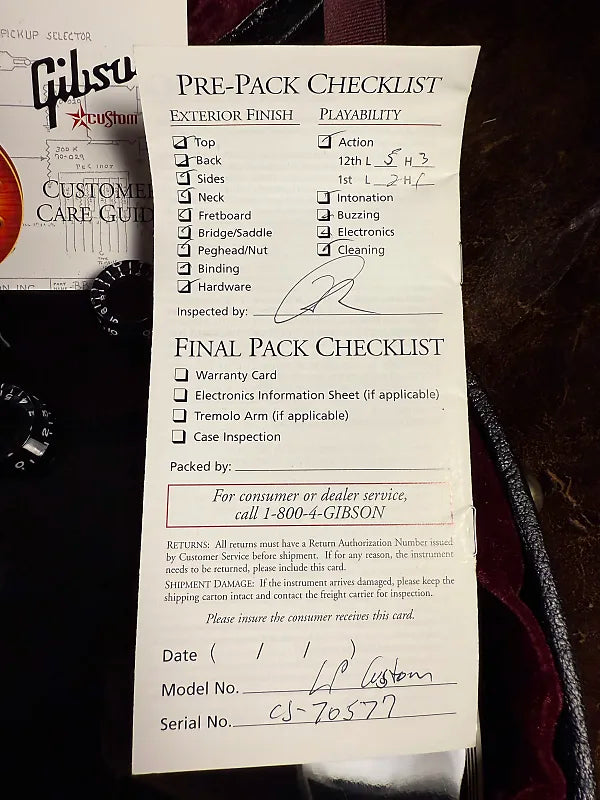 PICKUP SELECTOR
Gibso
CUSTOM
300 K
70-029
CUSTOME
CARE GUID
PRE-PACK CHECKLIST
EXTERIOR FINISH
Top
Back
Sides
Neck
Fretboard
Bridge/Saddle
Peghead/Nut
Binding
Hardware
PLAYABILITY
Action
12th L 5 H 3
1st L 2 H 1
Intonation
Buzzing
Electronics
Cleaning
Inspected by:
FINAL PACK CHECKLIST
Warranty Card
Electronics Information Sheet (if applicable)
Tremolo Arm (if applicable)
Case Inspection
Packed by:
For consumer or dealer service,
call 1-800-4-GIBSON
RETURNS: All returns must have a Return Authorization Number issued
by Customer Service before shipment. If for any reason, the instrument
needs to be returned, please include this card.
SHIPMENT DAMAGE: If the instrument arrives damaged, please keep the
shipping carton intact and contact the freight carrier for inspection.
Please insure the consumer receives this card.
Date ( / / )
Model No. LP Custom
Serial No. CS-70577